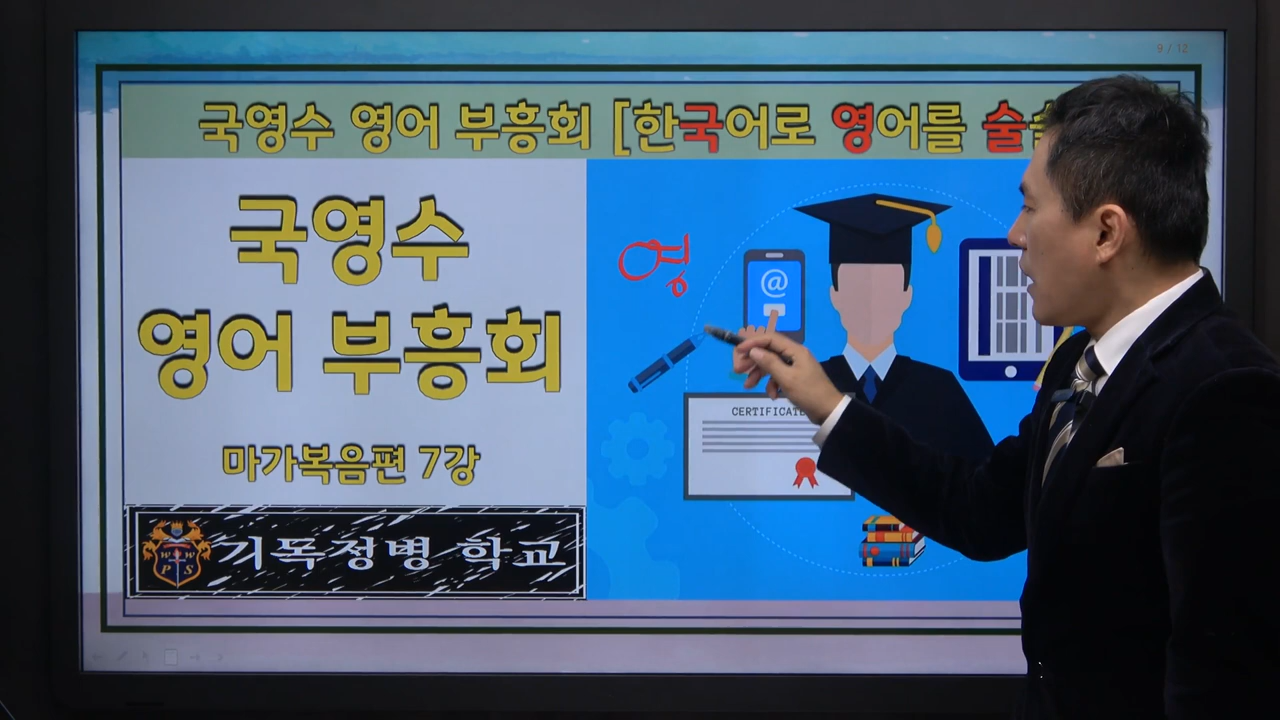 9 / 12
국영수 영어 부흥회 [한국어로 영어를 술
국영수
영어 부흥회
마가복음편 7강
기목정병 학교
W W
P S
영
@
CERTIFICATE